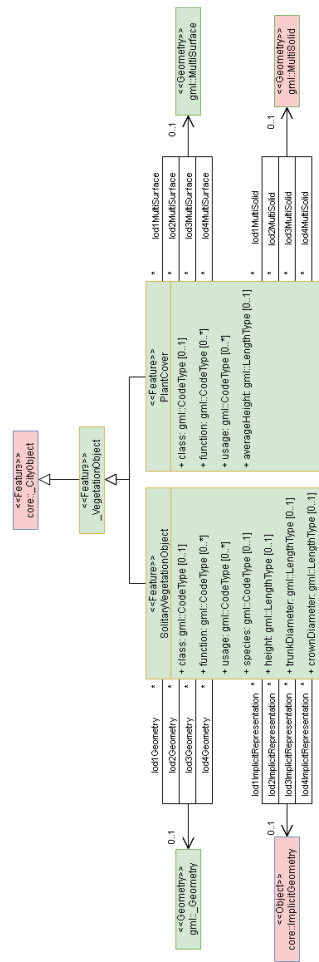 <<Feature>>
core::_CityObject
<<Feature>>
_VegetationObject
<<Geometry>>
gml::_Geometry
0..1
lod1Geometry *
lod2Geometry *
lod3Geometry *
lod4Geometry *
<<Object>>
core::ImplicitGeometry
0..1
lod1ImplicitRepresentation *
lod2ImplicitRepresentation *
lod3ImplicitRepresentation *
lod4ImplicitRepresentation *
<<Feature>>
SolitaryVegetationObject
+ class: gml::CodeType [0..1]
+ function: gml::CodeType [0..*]
+ usage: gml::CodeType [0..*]
+ species: gml::CodeType [0..1]
+ height: gml::LengthType [0..1]
+ trunkDiameter: gml::LengthType [0..1]
+ crownDiameter: gml::LengthType [0..1]
<<Feature>>
PlantCover
+ class: gml::CodeType [0..1]
+ function: gml::CodeType [0..*]
+ usage: gml::CodeType [0..*]
+ averageHeight: gml::LengthType [0..1]
* lod1MultiSurface
* lod2MultiSurface
* lod3MultiSurface
* lod4MultiSurface
0..1
<<Geometry>>
gml::MultiSurface
* lod1MultiSolid
* lod2MultiSolid
* lod3MultiSolid
* lod4MultiSolid
0..1
<<Geometry>>
gml::MultiSolid